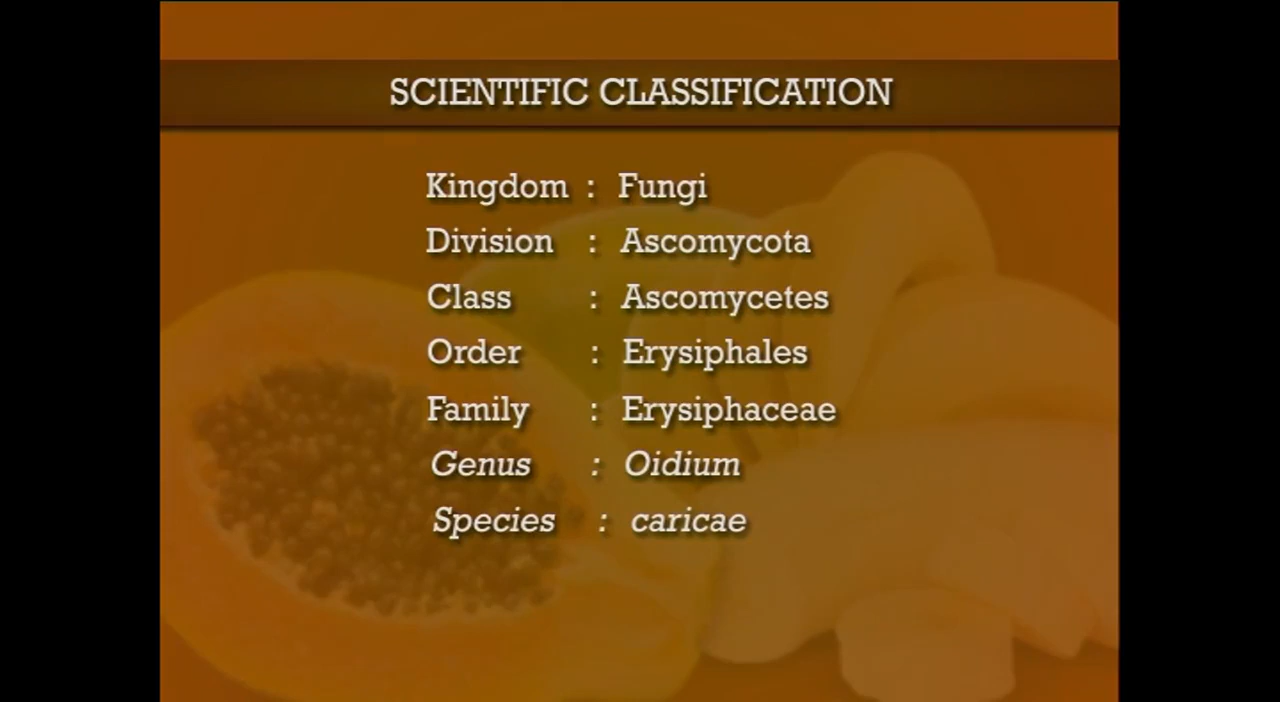 SCIENTIFIC CLASSIFICATION
Kingdom : Fungi
Division : Ascomycota
Class : Ascomycetes
Order : Erysiphales
Family : Erysiphaceae
Genus : Oidium
Species : caricae